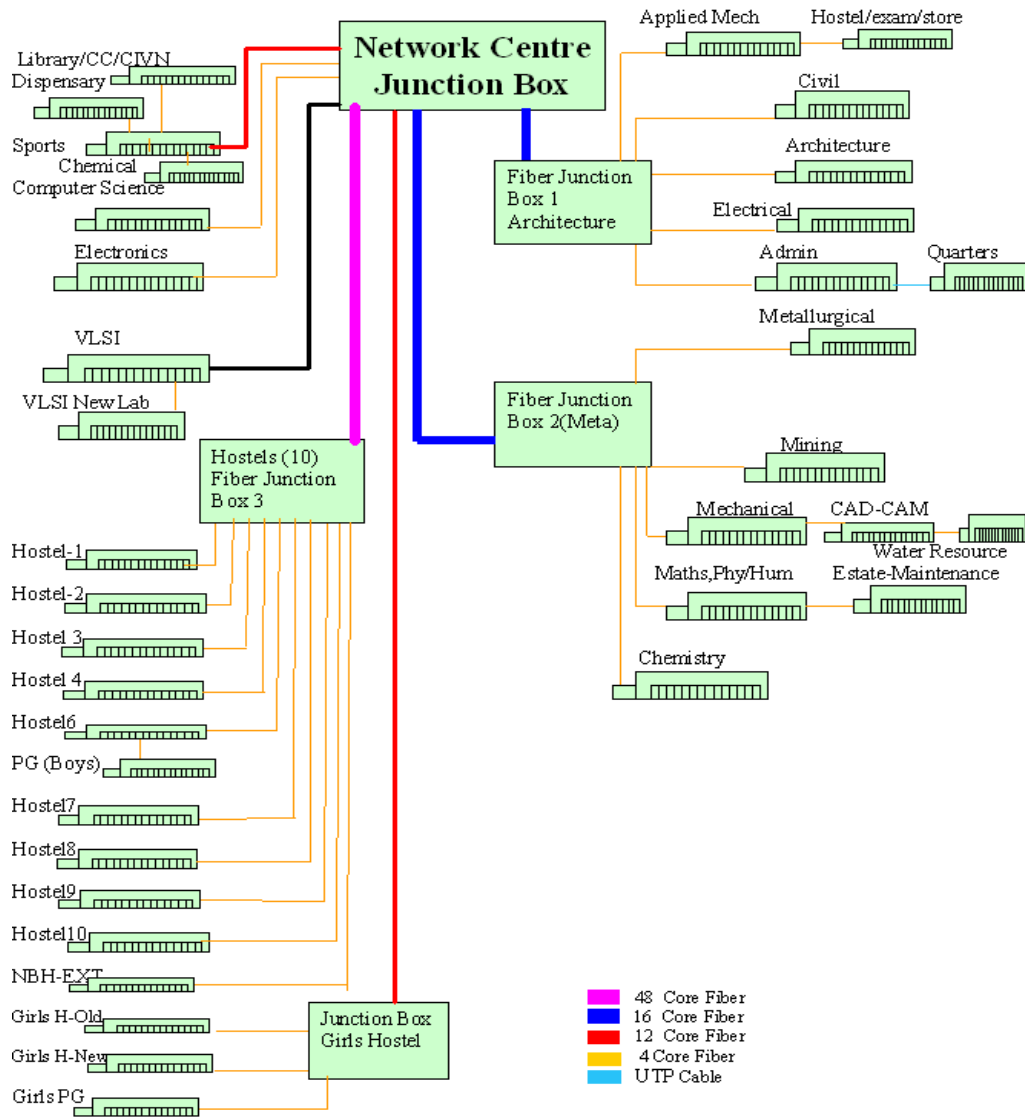 Network Centre
Junction Box
Applied Mech
Hostel/exam/store
Library/CC/CIVN
Dispensary
Sports
Chemical
Computer Science
Electronics
VLSI
VLSI New Lab
Civil
Fiber Junction
Box 1
Architecture
Architecture
Electrical
Admin
Quarters
Metallurgical
Fiber Junction
Box 2(Meta)
Mining
Mechanical
CAD-CAM
Water Resource
Maths,Phy/Hum
Estate-Maintenance
Chemistry
Hostels (10)
Fiber Junction
Box 3
Hostel-1
Hostel-2
Hostel 3
Hostel 4
Hostel6
PG (Boys)
Hostel7
Hostel8
Hostel9
Hostel10
NBH-EXT
Girls H-Old
Girls H-New
Girls PG
Junction Box
Girls Hostel
48 Core Fiber
16 Core Fiber
12 Core Fiber
4 Core Fiber
UTP Cable